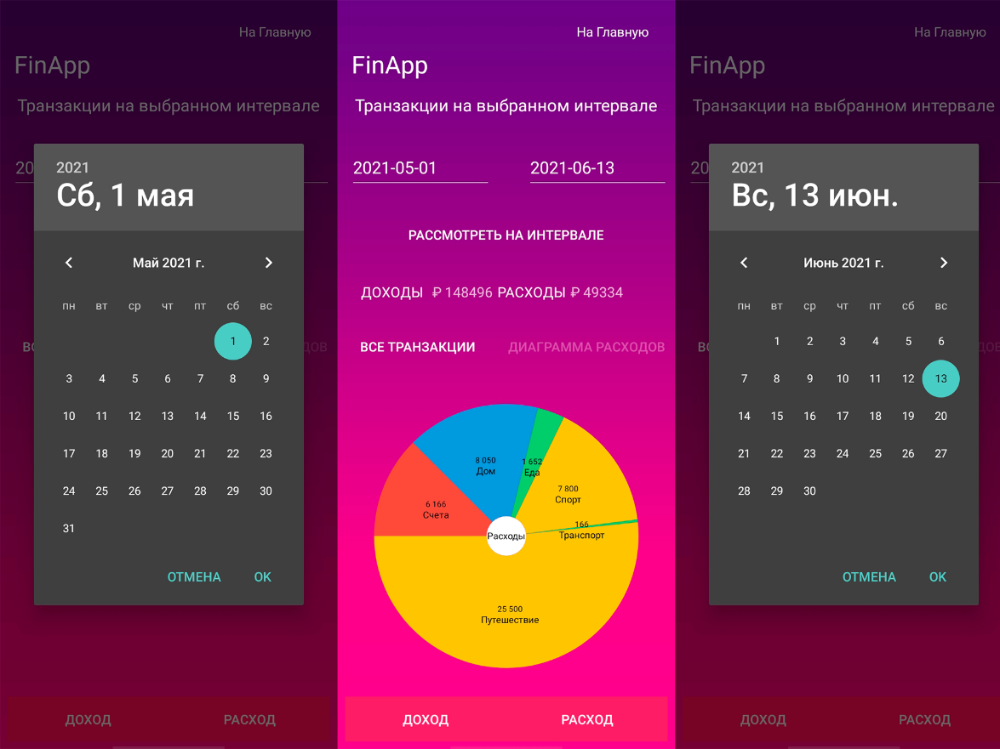 На Главную
FinApp
Транзакции на выбранном интервале
20
2021
Сб, 1 мая
Май 2021 г.
пн вт ср чт пт сб вс
1 2
3 4 5 6 7 8 9
10 11 12 13 14 15 16
17 18 19 20 21 22 23
24 25 26 27 28 29 30
31
ОТМЕНА OK
ДОХОД РАСХОД
На Главную
FinApp
Транзакции на выбранном интервале
2021-05-01 2021-06-13
РАССМОТРЕТЬ НА ИНТЕРВАЛЕ
ДОХОДЫ ₽ 148496 РАСХОДЫ ₽ 49334
ВСЕ ТРАНЗАКЦИИ ДИАГРАММА РАСХОДОВ
8 050
Дом
1 652
Еда
7 800
Спорт
6 166
Счета
166
Транспорт
Расходы
25 500
Путешествие
ДОХОД РАСХОД
На Главную
FinApp
Транзакции на выбранном интервале
20
2021
Вс, 13 июн.
Июнь 2021 г.
пн вт ср чт пт сб вс
1 2 3 4 5 6
7 8 9 10 11 12 13
14 15 16 17 18 19 20
21 22 23 24 25 26 27
28 29 30
ОТМЕНА OK
ДОХОД РАСХОД